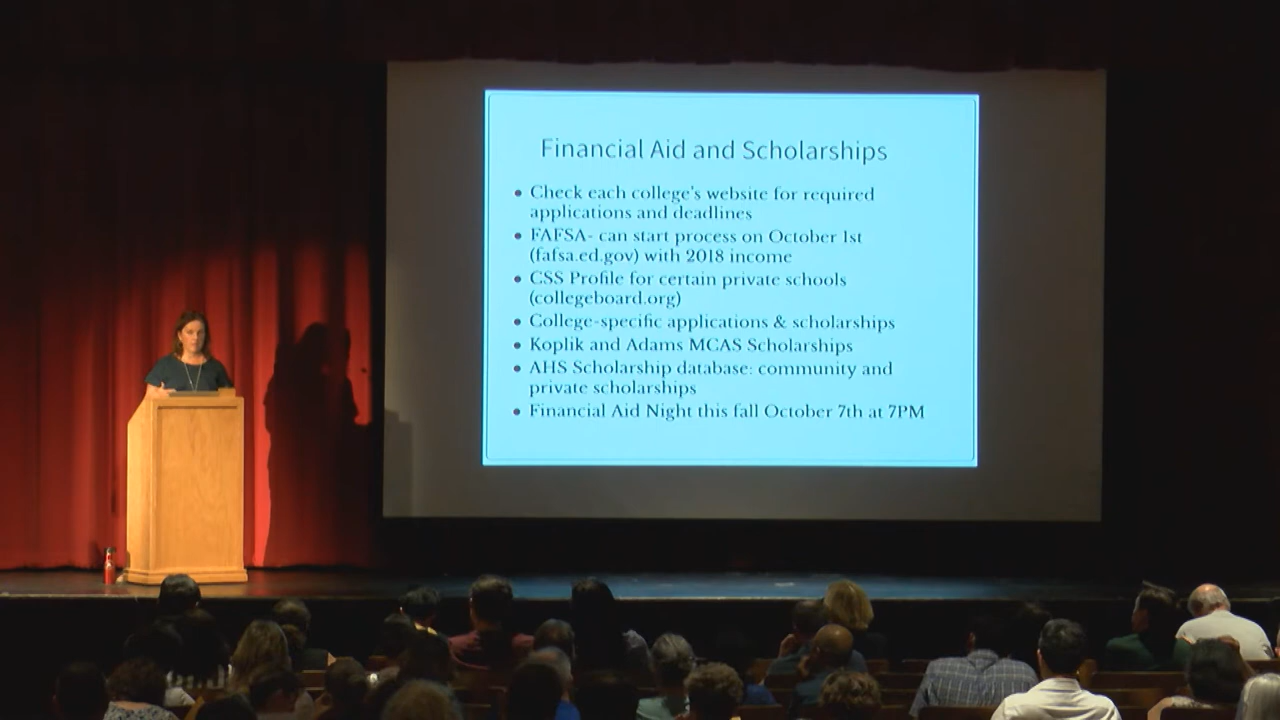 Financial Aid and Scholarships
• Check each college's website for required
applications and deadlines
• FAFSA- can start process on October 1st
(fafsa.ed.gov) with 2018 income
• CSS Profile for certain private schools
(collegeboard.org)
• College-specific applications & scholarships
• Koplik and Adams MCAS Scholarships
• AHS Scholarship database: community and
private scholarships
• Financial Aid Night this fall October 7th at 7PM